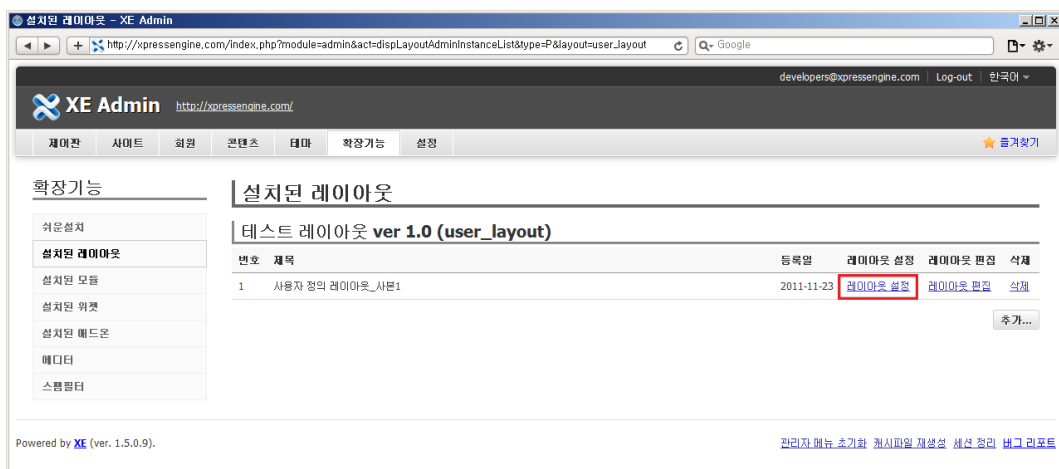 설치된 레이아웃 - XE Admin
http://xpressengine.com/index.php?module=admin&act=dispLayoutAdminInstanceList&type=P&layout=user_layout
Google
developers@xpressengine.com | Log-out | 한국어
XE Admin http://xpressengine.com/
제어판 사이트 회원 콘텐츠 테마 확장기능 설정 즐겨찾기
확장기능
쉬운설치
설치된 레이아웃
설치된 모듈
설치된 위젯
설치된 애드온
에디터
스팸필터
설치된 레이아웃
테스트 레이아웃 ver 1.0 (user_layout)
번호 제목 등록일 레이아웃 설정 레이아웃 편집 삭제
1 사용자 정의 레이아웃_사본1 2011-11-23 레이아웃 설정 레이아웃 편집 삭제
추가...
Powered by XE (ver. 1.5.0.9).
관리자 메뉴 초기화 캐시파일 재생성 세션 정리 버그 리포트